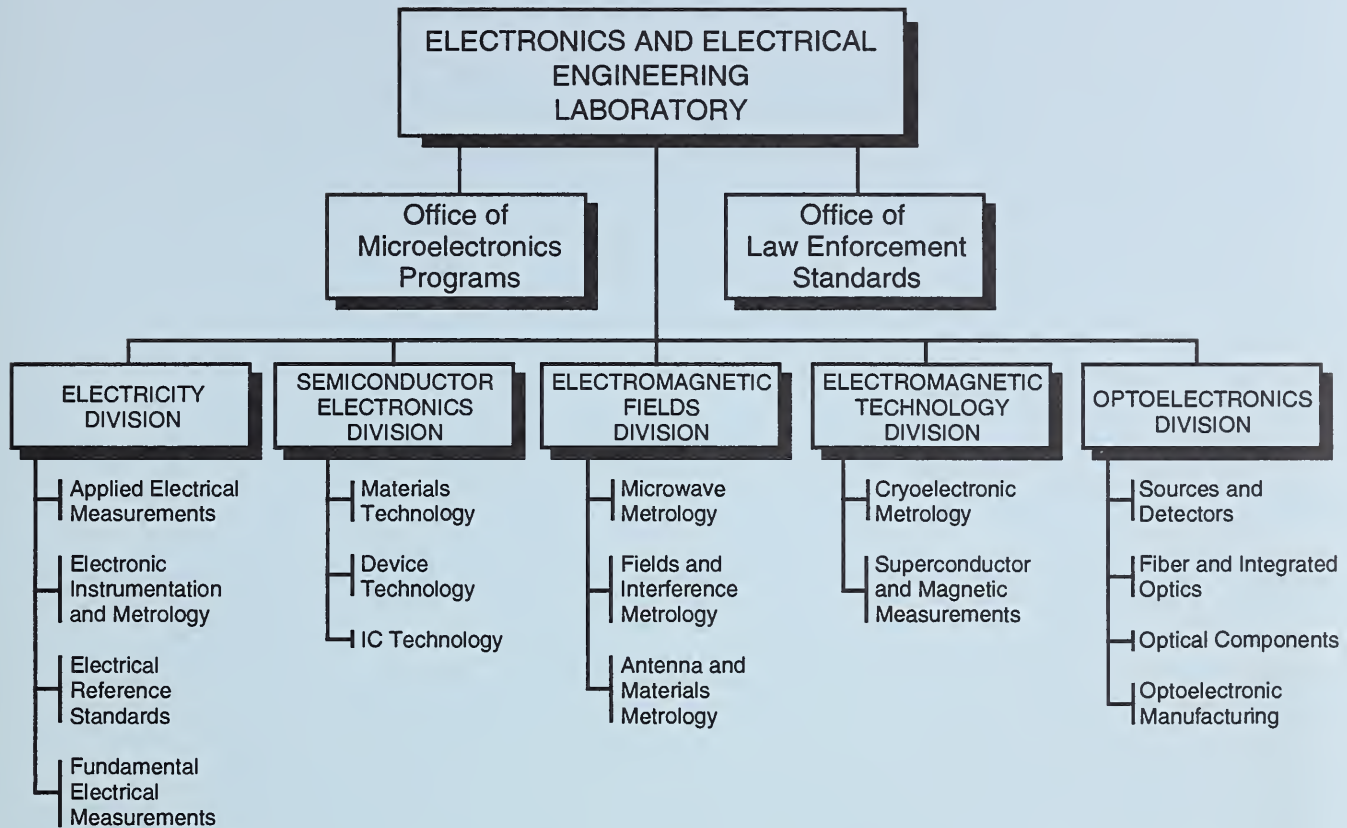 ELECTRONICS AND ELECTRICAL
ENGINEERING
LABORATORY
Office of
Microelectronics
Programs
Office of
Law Enforcement
Standards
ELECTRICITY
DIVISION
Applied Electrical
Measurements
Electronic
Instrumentation
and Metrology
Electrical
Reference
Standards
Fundamental
Electrical
Measurements
SEMICONDUCTOR
ELECTRONICS
DIVISION
Materials
Technology
Device
Technology
IC Technology
ELECTROMAGNETIC
FIELDS
DIVISION
Microwave
Metrology
Fields and
Interference
Metrology
Antenna and
Materials
Metrology
ELECTROMAGNETIC
TECHNOLOGY
DIVISION
Cryoelectronic
Metrology
Superconductor
and Magnetic
Measurements
OPTOELECTRONICS
DIVISION
Sources and
Detectors
Fiber and Integrated
Optics
Optical Components
Optoelectronic
Manufacturing